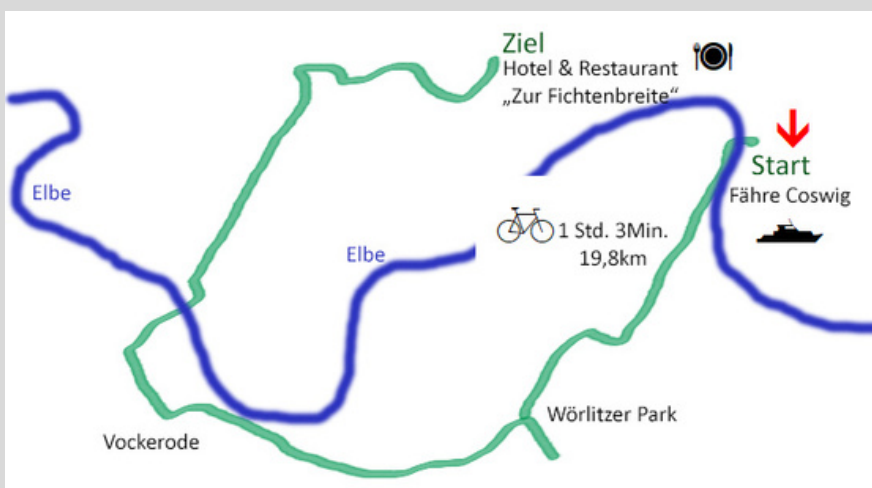 Ziel
Hotel & Restaurant
„Zur Fichtenbreite“
Start
Fähre Coswig
Elbe
Elbe
1 Std. 3Min.
19,8km
Wörlitzer Park
Vockerode